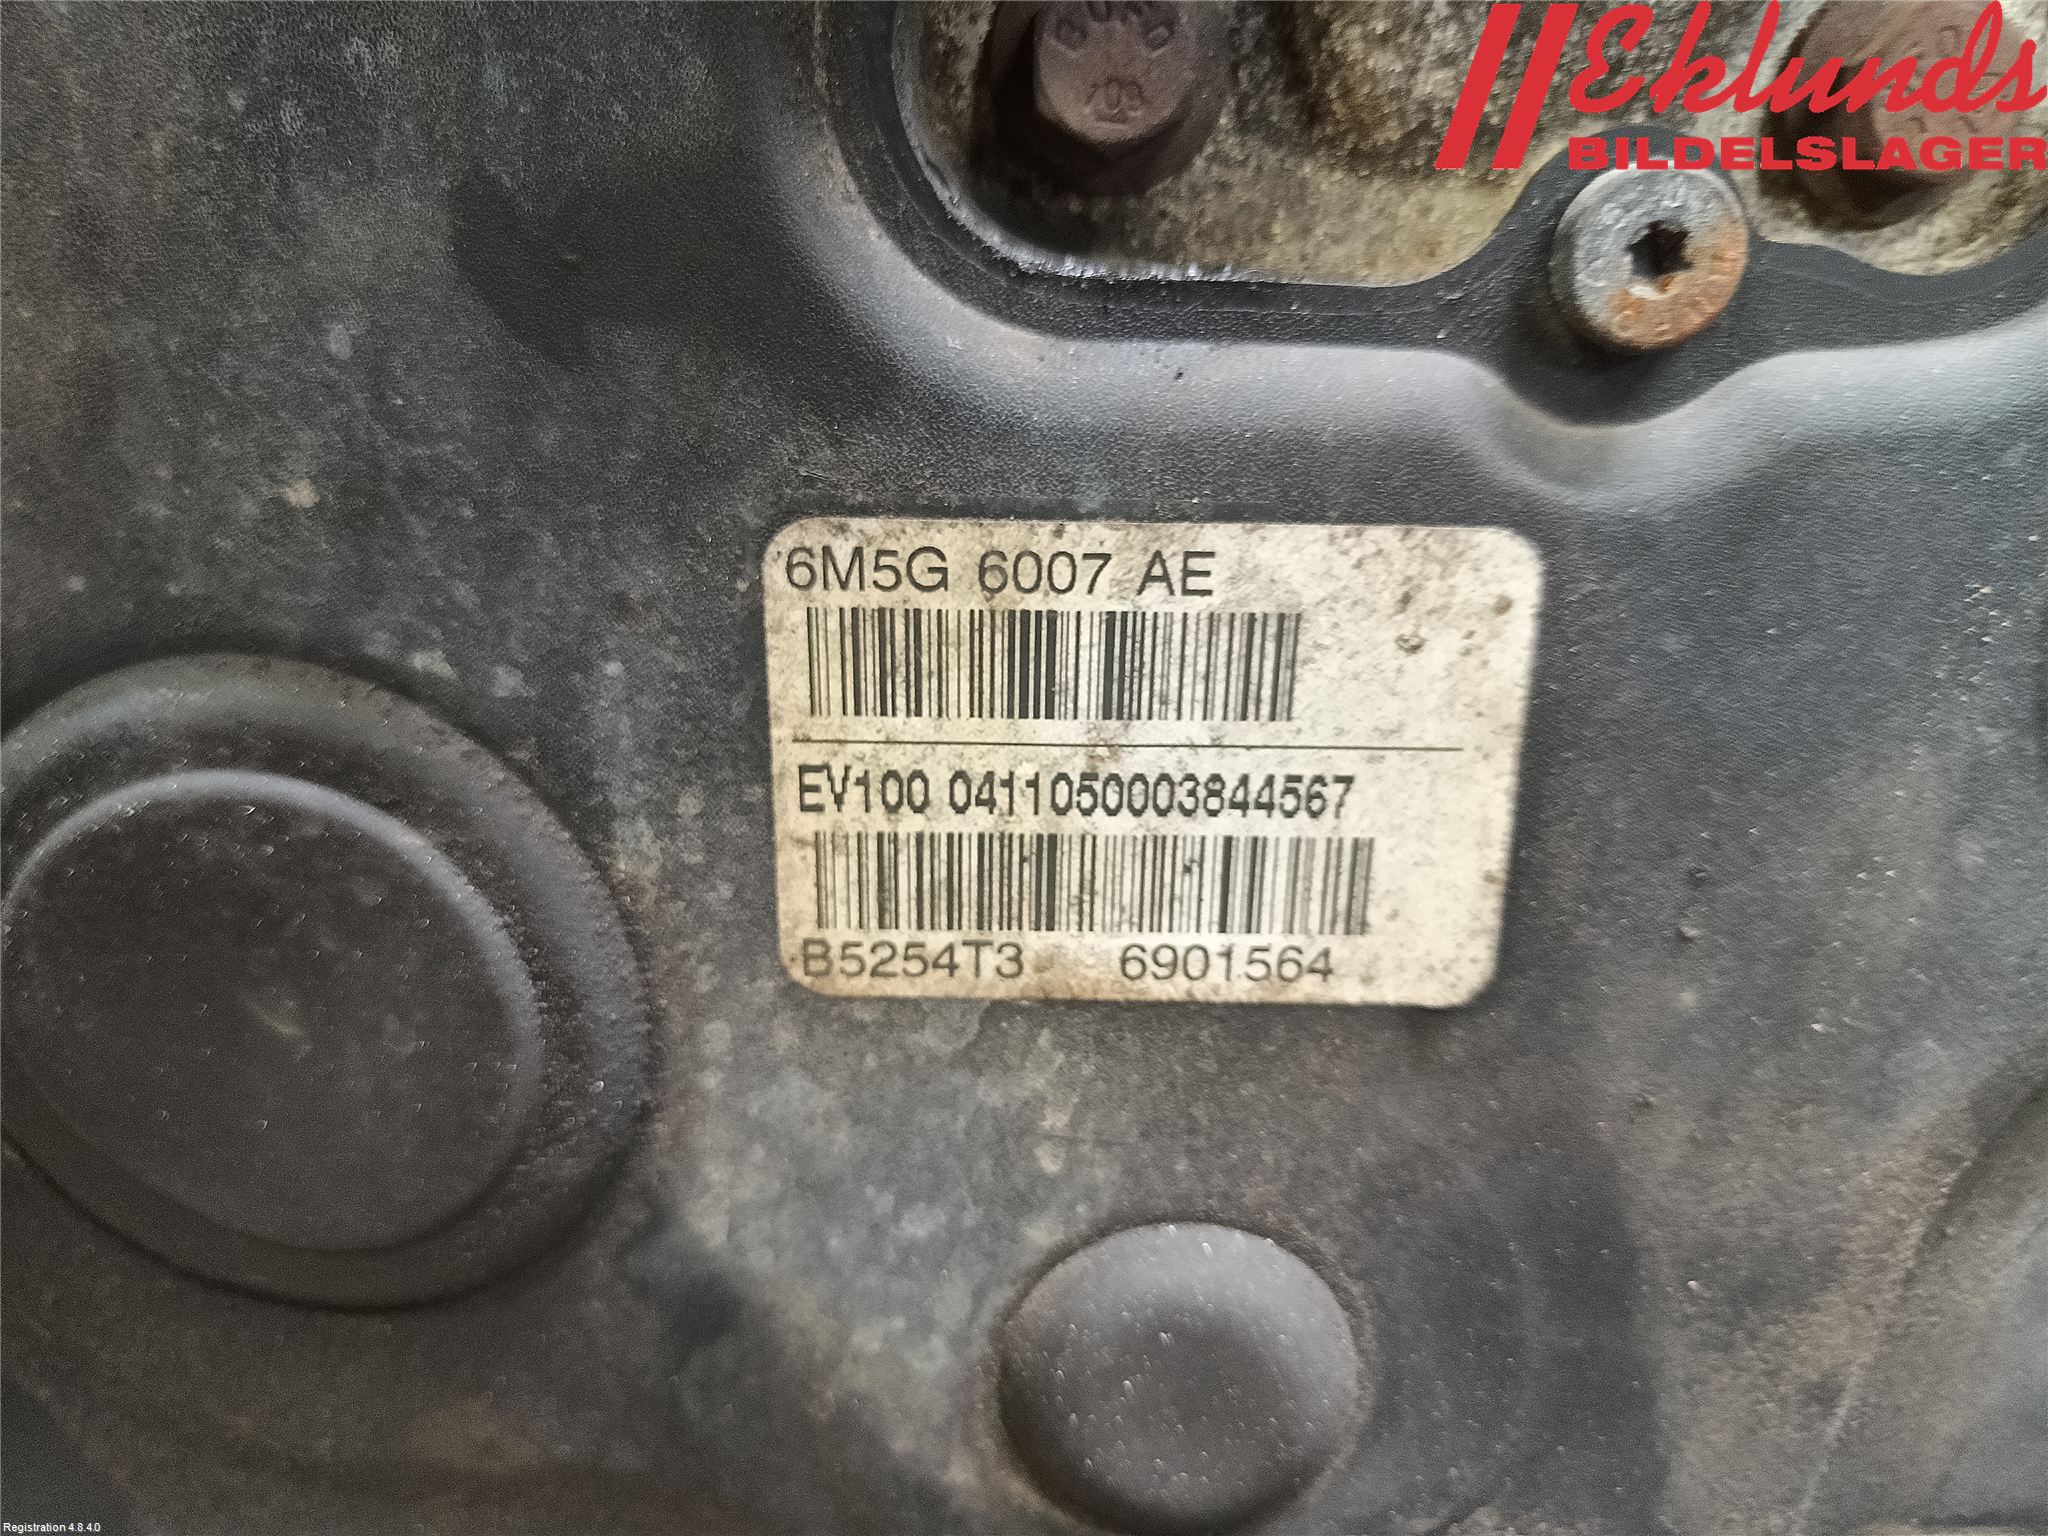 Eklunds
BILDELSLAGER
6M5G 6007 AE
EV100 0411050003844567
B5254T3 6901564
Registration 4.8.4.0